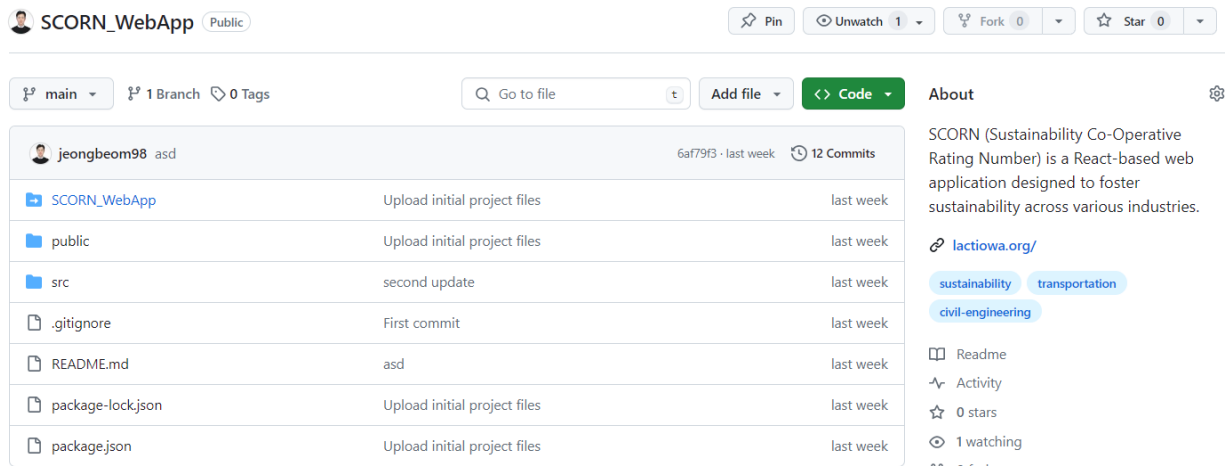 SCORN_WebApp Public Pin Unwatch 1 Fork 0 Star 0
main 1 Branch 0 Tags Go to file t Add file Code
jeongbeom98 asd 6af79f3 · last week 12 Commits
SCORN_WebApp Upload initial project files last week
public Upload initial project files last week
src second update last week
.gitignore First commit last week
README.md asd last week
package-lock.json Upload initial project files last week
package.json Upload initial project files last week
About
SCORN (Sustainability Co-Operative
Rating Number) is a React-based web
application designed to foster
sustainability across various industries.
lactiowa.org/
sustainability transportation
civil-engineering
Readme
Activity
0 stars
1 watching